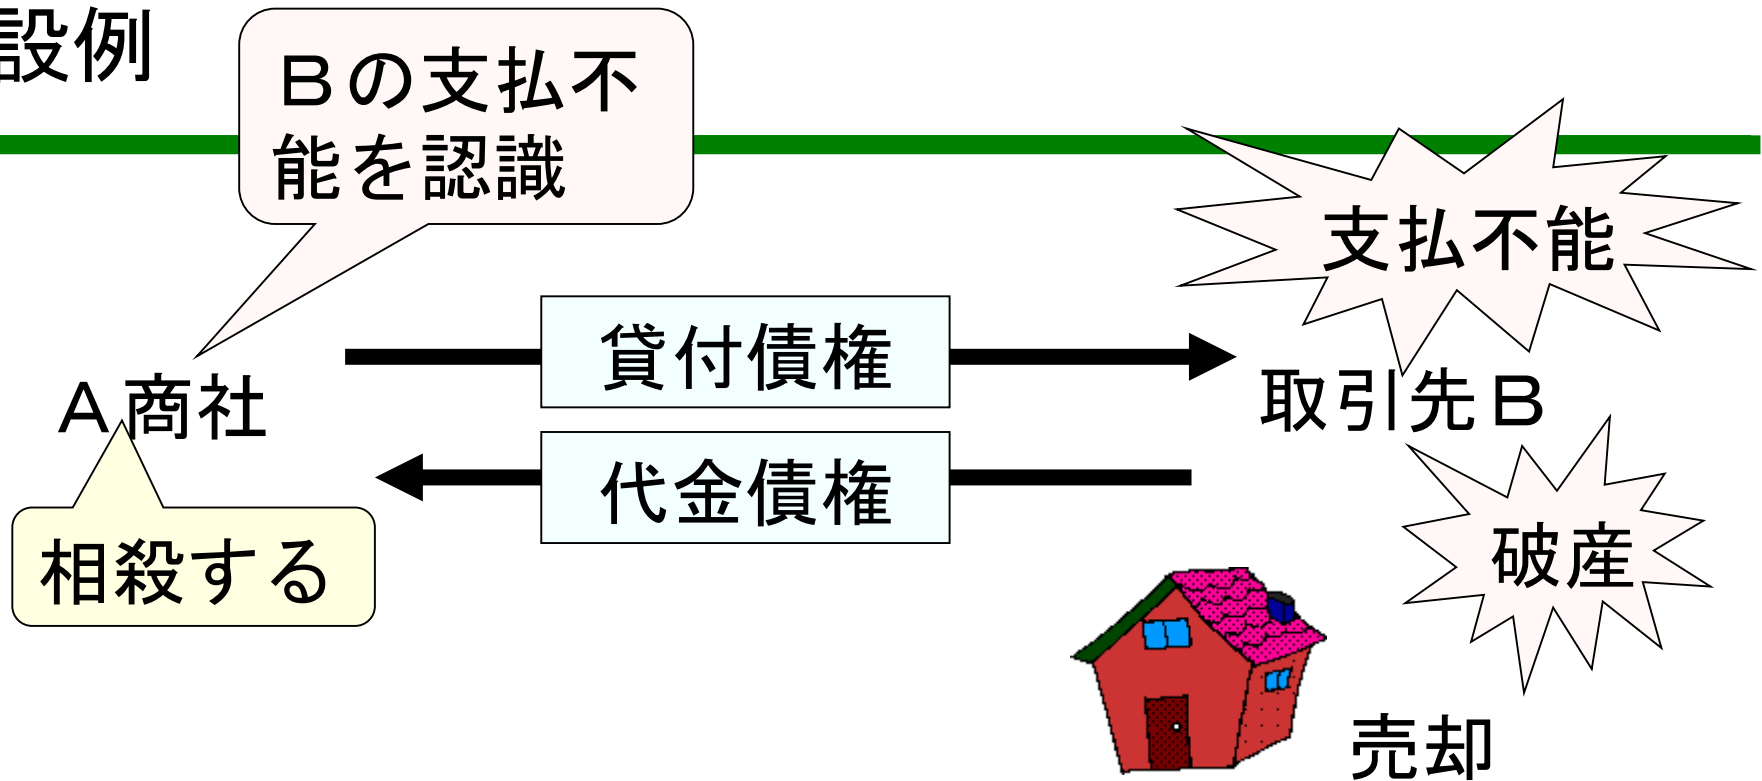 設例
Ｂの支払不
能を認識
支払不能
貸付債権
Ａ商社
取引先Ｂ
代金債権
相殺する
破産
売却